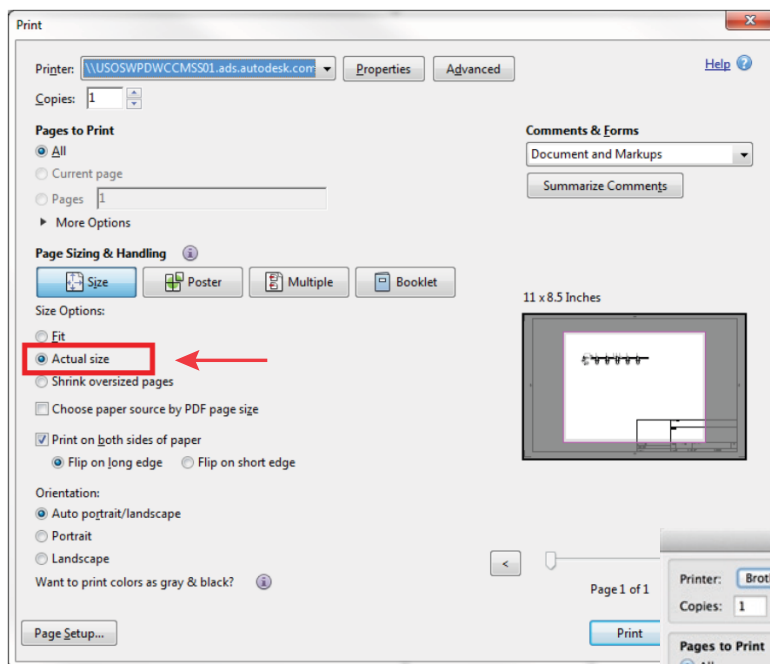 Print
Printer: \\USOSWPDWCCMSS01.ads.autodesk.com Properties Advanced Help
Copies: 1
Pages to Print
All
Current page
Pages 1
More Options
Comments & Forms
Document and Markups
Summarize Comments
Page Sizing & Handling
Size Poster Multiple Booklet
Size Options:
Fit
Actual size
Shrink oversized pages
Choose paper source by PDF page size
Print on both sides of paper
Flip on long edge Flip on short edge
Orientation:
Auto portrait/landscape
Portrait
Landscape
Want to print colors as gray & black?
11 x 8.5 Inches
<
Page 1 of 1
Page Setup...
Print
Printer: Brot
Copies: 1
Pages to Print